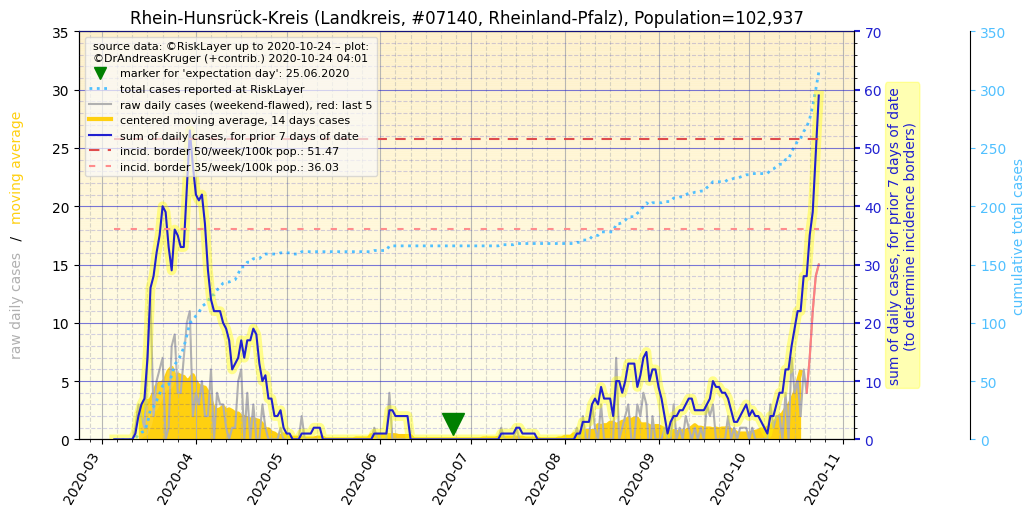 Rhein-Hunsrück-Kreis (Landkreis, #07140, Rheinland-Pfalz), Population=102,937
source data: ©RiskLayer up to 2020-10-24 – plot:
©DrAndreasKruger (+contrib.) 2020-10-24 04:01
marker for 'expectation day': 25.06.2020
total cases reported at RiskLayer
raw daily cases (weekend-flawed), red: last 5
centered moving average, 14 days cases
sum of daily cases, for prior 7 days of date
incid. border 50/week/100k pop.: 51.47
incid. border 35/week/100k pop.: 36.03
raw daily cases / moving average
35
30
25
20
15
10
5
0
2020-03
2020-04
2020-05
2020-06
2020-07
2020-08
2020-09
2020-10
2020-11
70
60
50
40
30
20
10
0
sum of daily cases, for prior 7 days of date
(to determine incidence borders)
350
300
250
200
150
100
50
0
cumulative total cases